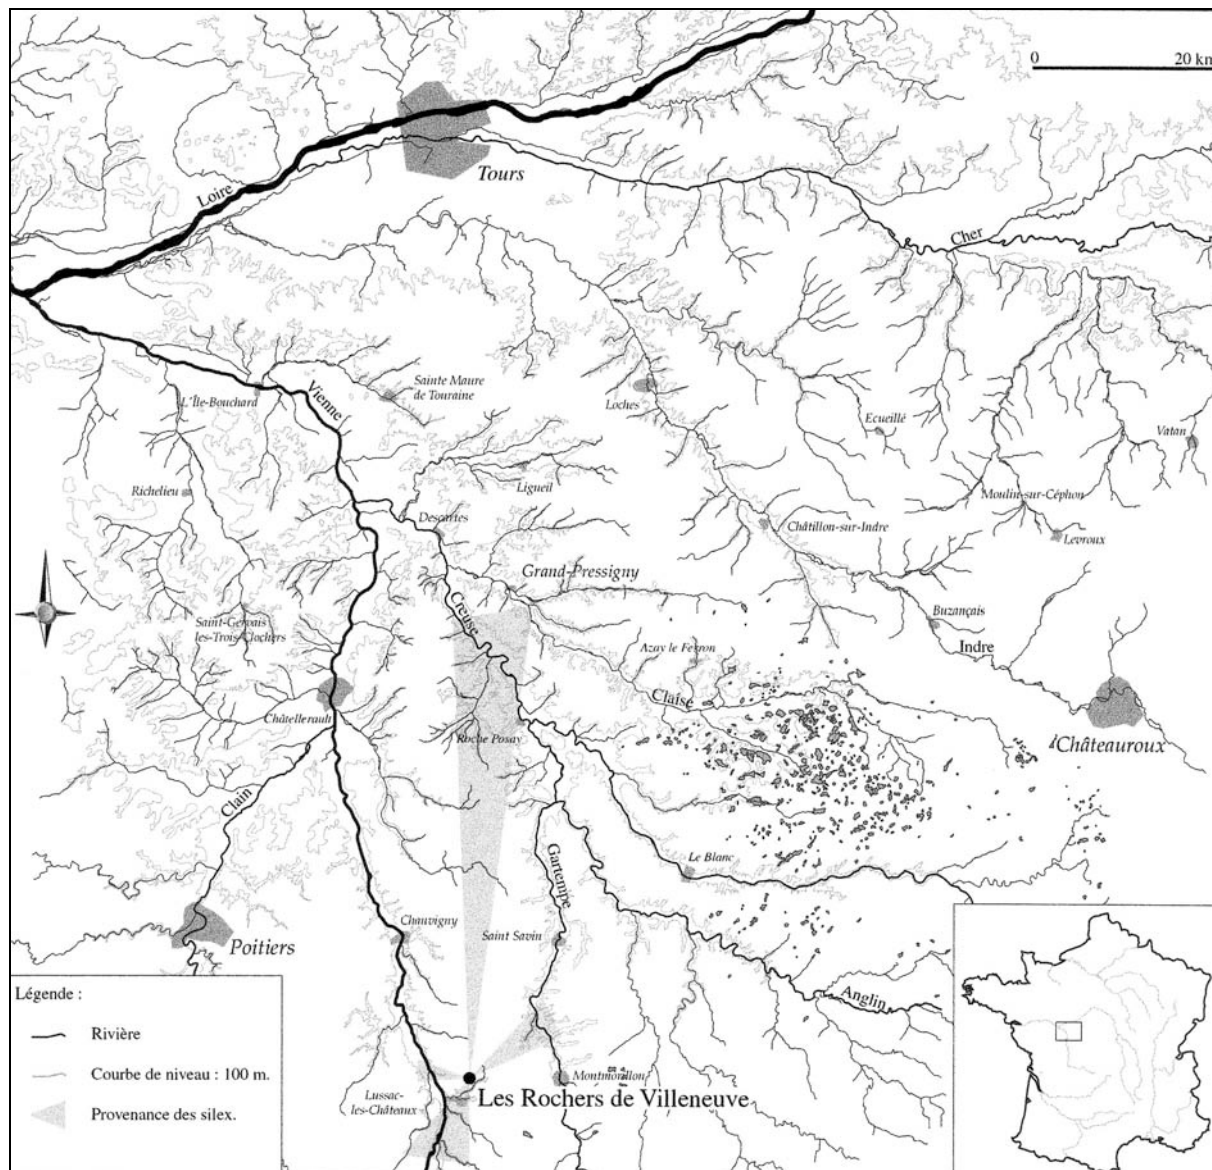 0 20 km
Tours
Loire
Cher
Vienne
Sainte Maure
de Touraine
L'Île-Bouchard
Loches
Ecueillé
Vatan
Richelieu
Ligueil
Moulin-sur-Céphon
Descartes
Châtillon-sur-Indre
Levroux
Grand-Pressigny
Creuse
Buzançais
Saint-Gervais
les-Trois-Clochers
Azay le Ferron
Indre
Claise
Châtellerault
Roche Posay
Châteauroux
Clain
Le Blanc
Gartempe
Chauvigny
Saint Savin
Poitiers
Anglin
Légende :
Rivière
Courbe de niveau : 100 m.
Provenance des silex.
Montmorillon
Lussac-
les-Châteaux
Les Rochers de Villeneuve